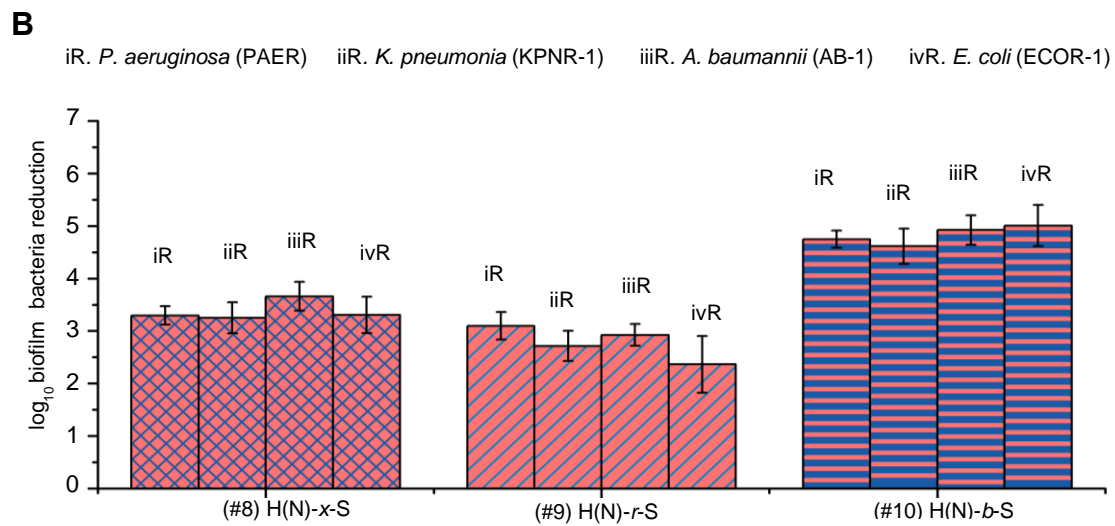 B
iR. P. aeruginosa (PAER) iiR. K. pneumonia (KPNR-1) iiiR. A. baumannii (AB-1) ivR. E. coli (ECOR-1)
log10 biofilm bacteria reduction
7
6
5
4
3
2
1
0
iR iiR iiiR ivR
iR iiR iiiR ivR
iR iiR iiiR ivR
(#8) H(N)-x-S (#9) H(N)-r-S (#10) H(N)-b-S